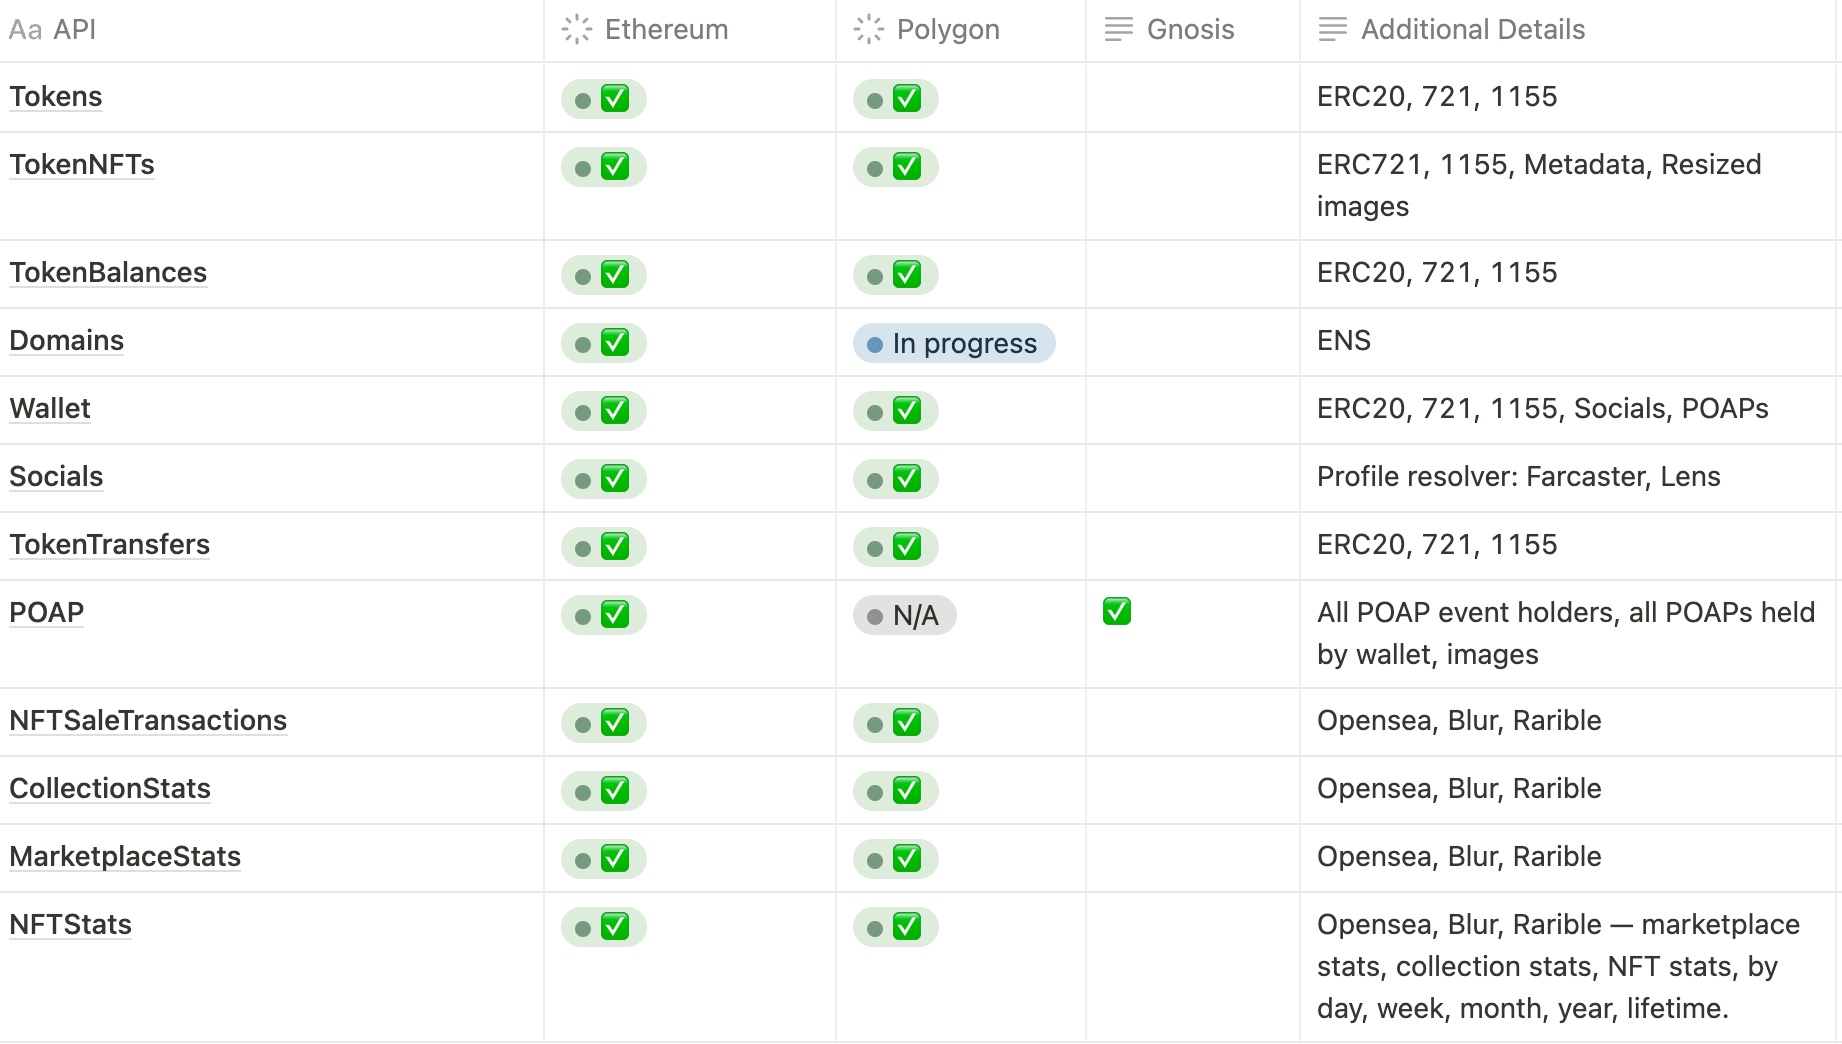 Aa API Ethereum Polygon Gnosis Additional Details
Tokens ✅ ✅ ERC20, 721, 1155
TokenNFTs ✅ ✅ ERC721, 1155, Metadata, Resized
images
TokenBalances ✅ ✅ ERC20, 721, 1155
Domains ✅ In progress ENS
Wallet ✅ ✅ ERC20, 721, 1155, Socials, POAPs
Socials ✅ ✅ Profile resolver: Farcaster, Lens
TokenTransfers ✅ ✅ ERC20, 721, 1155
POAP ✅ N/A ✅ All POAP event holders, all POAPs held
by wallet, images
NFTSaleTransactions ✅ ✅ Opensea, Blur, Rarible
CollectionStats ✅ ✅ Opensea, Blur, Rarible
MarketplaceStats ✅ ✅ Opensea, Blur, Rarible
NFTStats ✅ ✅ Opensea, Blur, Rarible — marketplace
stats, collection stats, NFT stats, by
day, week, month, year, lifetime.